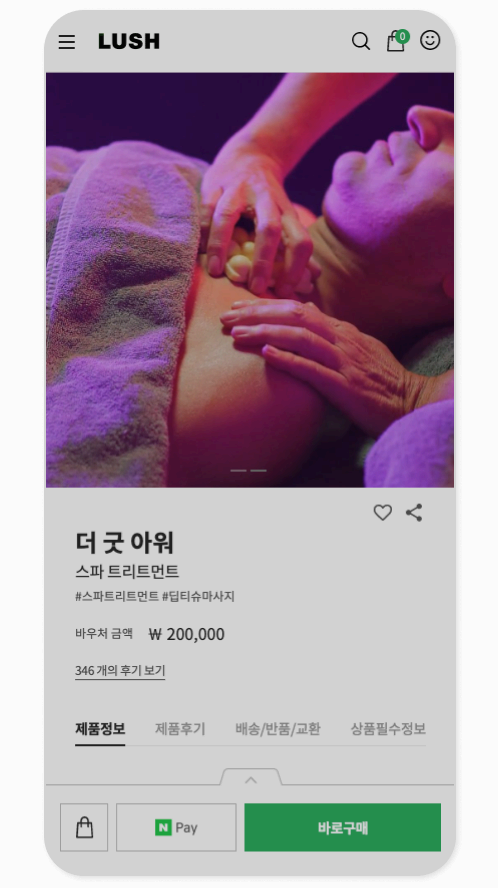 LUSH
0
더 굿 아워
스파 트리트먼트
#스파트리트먼트 #딥티슈마사지
바우처 금액 ₩ 200,000
346 개의 후기 보기
제품정보 제품후기 배송/반품/교환 상품필수정보
N Pay 바로구매